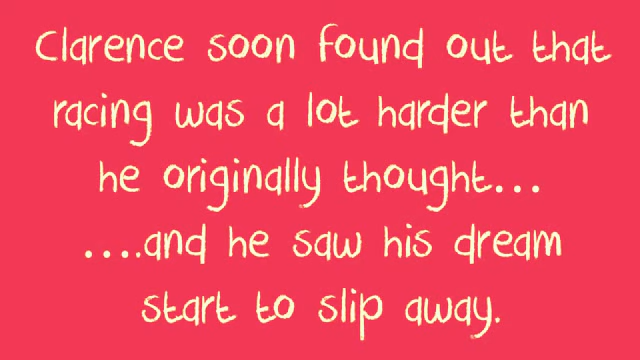 Clarence soon found out that
racing was a lot harder than
he originally thought...
....and he saw his dream
start to slip away.